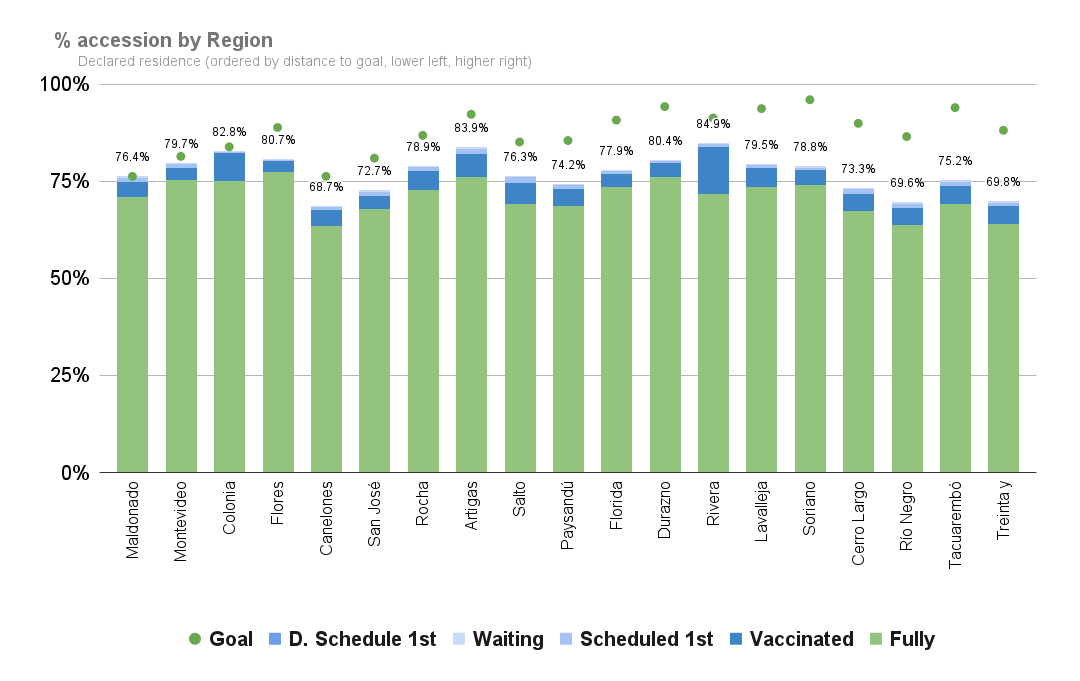 % accession by Region
Declared residence (ordered by distance to goal, lower left, higher right)
100%
75%
50%
25%
0%
76.4%
79.7%
82.8%
80.7%
68.7%
72.7%
78.9%
83.9%
76.3%
74.2%
77.9%
80.4%
84.9%
79.5%
78.8%
73.3%
69.6%
75.2%
69.8%
Maldonado
Montevideo
Colonia
Flores
Canelones
San José
Rocha
Artigas
Salto
Paysandú
Florida
Durazno
Rivera
Lavalleja
Soriano
Cerro Largo
Río Negro
Tacuarembó
Treinta y
Goal
D. Schedule 1st
Waiting
Scheduled 1st
Vaccinated
Fully